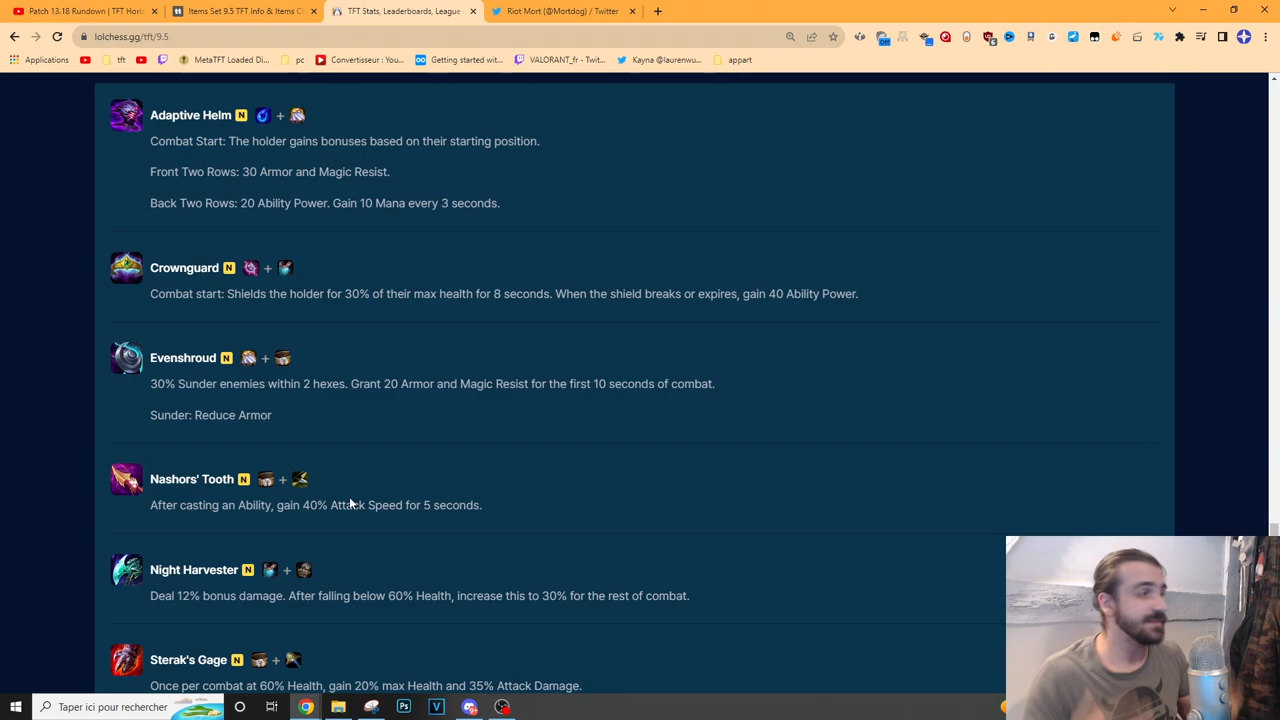 Patch 13.18 Rundown | TFT Horiz
Items Set 9.5 TFT Info & Items C
TFT Stats, Leaderboards, League
Riot Mort (@Mortdog) / Twitter
lolchess.gg/tft/9.5
Applications
tft
MetaTFT Loaded Di...
pc
Convertisseur : You...
Getting started wit...
VALORANT_fr - Twit...
Kayna @laurenwu...
appart
Adaptive Helm N +
Combat Start: The holder gains bonuses based on their starting position.
Front Two Rows: 30 Armor and Magic Resist.
Back Two Rows: 20 Ability Power. Gain 10 Mana every 3 seconds.
Crownguard N +
Combat start: Shields the holder for 30% of their max health for 8 seconds. When the shield breaks or expires, gain 40 Ability Power.
Evenshroud N +
30% Sunder enemies within 2 hexes. Grant 20 Armor and Magic Resist for the first 10 seconds of combat.
Sunder: Reduce Armor
Nashors' Tooth N +
After casting an Ability, gain 40% Attack Speed for 5 seconds.
Night Harvester N +
Deal 12% bonus damage. After falling below 60% Health, increase this to 30% for the rest of combat.
Sterak's Gage N +
Once per combat at 60% Health, gain 20% max Health and 35% Attack Damage.
Taper ici pour rechercher